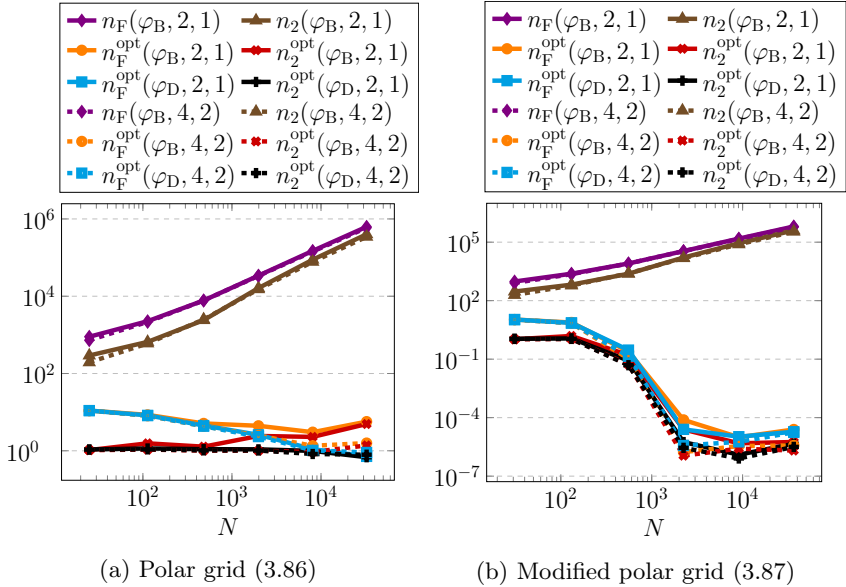 n_F(φ_B, 2, 1) n_2(φ_B, 2, 1)
n_F^opt(φ_B, 2, 1) n_2^opt(φ_B, 2, 1)
n_F^opt(φ_D, 2, 1) n_2^opt(φ_D, 2, 1)
n_F(φ_B, 4, 2) n_2(φ_B, 4, 2)
n_F^opt(φ_B, 4, 2) n_2^opt(φ_B, 4, 2)
n_F^opt(φ_D, 4, 2) n_2^opt(φ_D, 4, 2)
10^6
10^4
10^2
10^0
10^2 10^3 10^4
N
(a) Polar grid (3.86)
n_F(φ_B, 2, 1) n_2(φ_B, 2, 1)
n_F^opt(φ_B, 2, 1) n_2^opt(φ_B, 2, 1)
n_F^opt(φ_D, 2, 1) n_2^opt(φ_D, 2, 1)
n_F(φ_B, 4, 2) n_2(φ_B, 4, 2)
n_F^opt(φ_B, 4, 2) n_2^opt(φ_B, 4, 2)
n_F^opt(φ_D, 4, 2) n_2^opt(φ_D, 4, 2)
10^5
10^2
10^−1
10^−4
10^−7
10^2 10^3 10^4
N
(b) Modified polar grid (3.87)